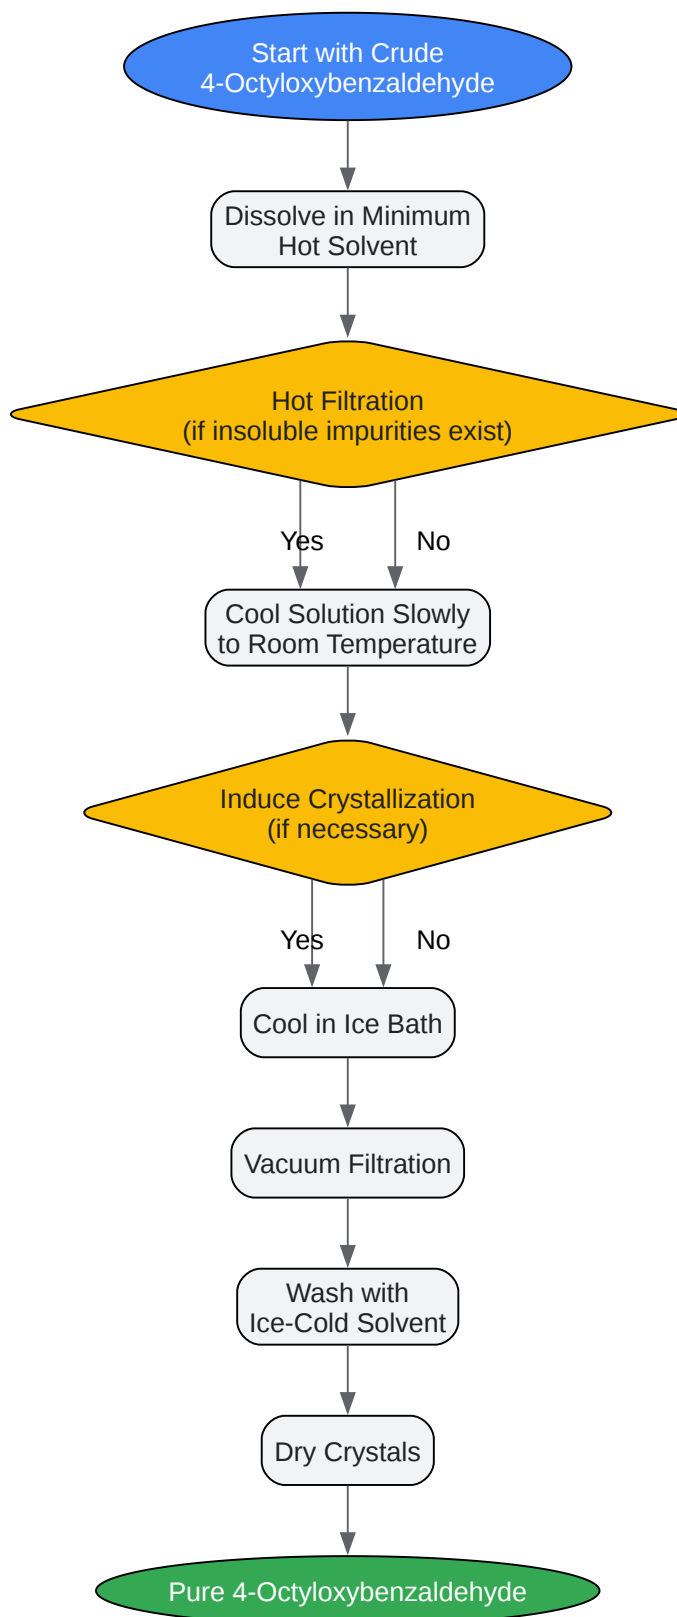 Start with Crude
4-Octyloxybenzaldehyde
Dissolve in Minimum
Hot Solvent
Hot Filtration
(if insoluble impurities exist)
Yes
No
Cool Solution Slowly
to Room Temperature
Induce Crystallization
(if necessary)
Yes
No
Cool in Ice Bath
Vacuum Filtration
Wash with
Ice-Cold Solvent
Dry Crystals
Pure 4-Octyloxybenzaldehyde